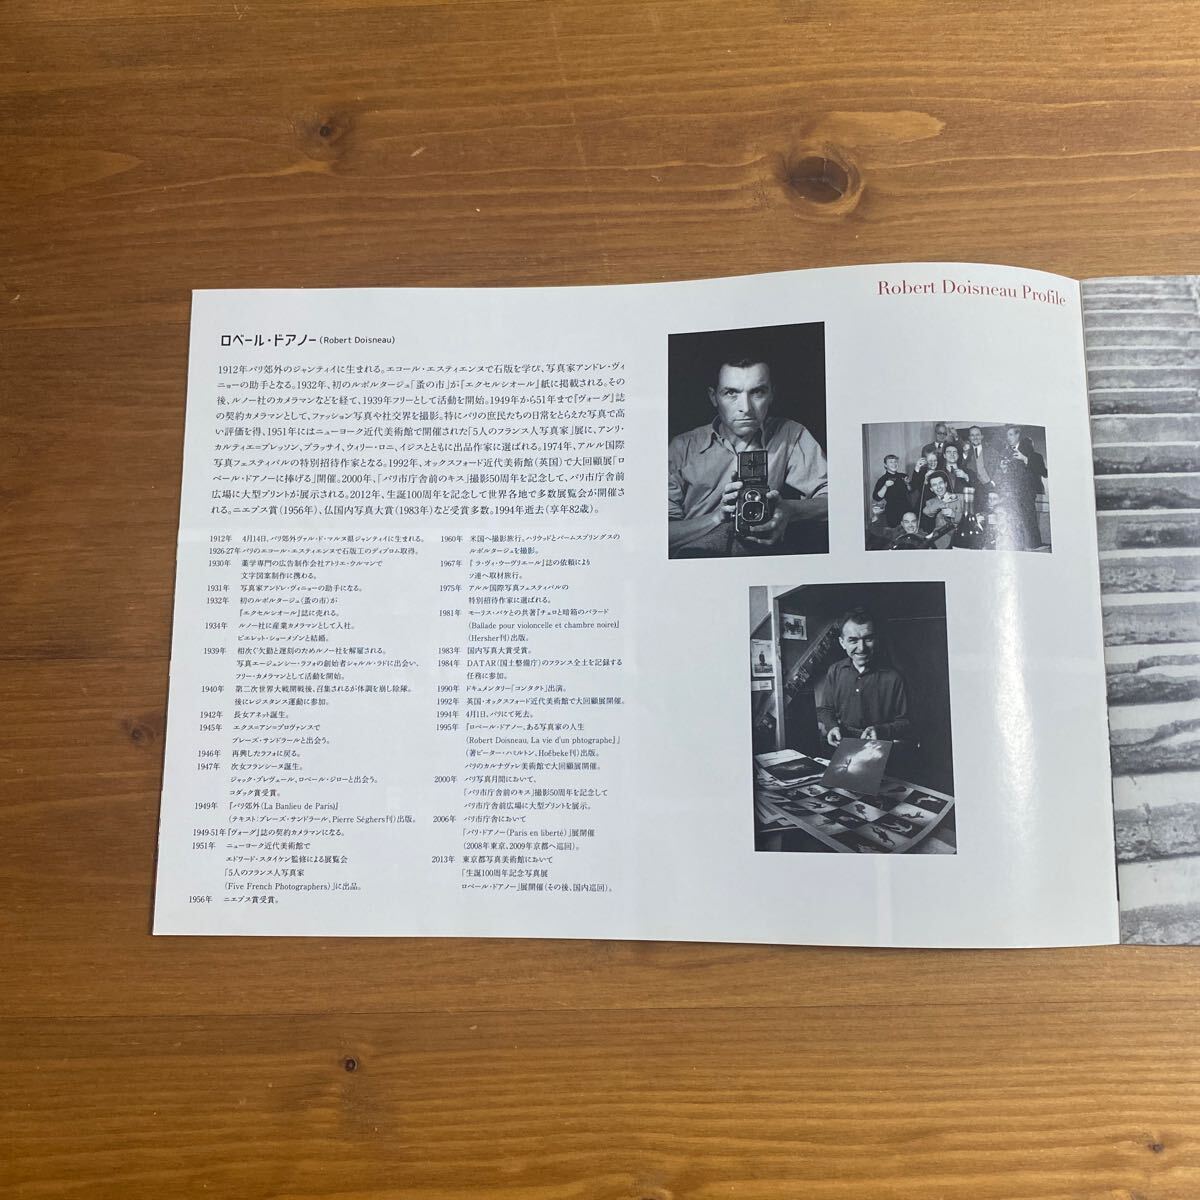 Robert Doisneau Profile
ロベール・ドアノー (Robert Doisneau)
1912年パリ郊外のジャンティイに生まれる。エコール・エスティエンヌで石版を学び、写真家アンドレ・ヴィ
ニョーの助手となる。1932年、初のルポルタージュ「蚤の市」が『エクセルシオール』紙に掲載される。その
後、ルノー社のカメラマンなどを経て、1939年フリーとして活動を開始。1949年から51年まで『ヴォーグ』誌
の契約カメラマンとして、ファッション写真や社交界を撮影。特にパリの庶民たちの日常をとらえた写真で高
い評価を得、1951年にはニューヨーク近代美術館で開催された「5人のフランス人写真家」展に、アンリ・
カルティエ=ブレッソン、ブラッサイ、ウィリー・ロニ、イジスとともに出品作家に選ばれる。1974年、アルル国際
写真フェスティバルの特別招待作家となる。1992年、オックスフォード近代美術館(英国)で大回顧展「ロ
ベール・ドアノーに捧げる」開催。2000年、「パリ市庁舎前のキス」撮影50周年を記念して、パリ市庁舎前
広場に大型プリントが展示される。2012年、生誕100周年を記念して世界各地で多数展覧会が開催さ
れる。ニエプス賞(1956年)、仏国内写真大賞(1983年)など受賞多数。1994年逝去(享年82歳)。
1912年 4月14日、パリ郊外ヴァル・ド・マルヌ県ジャンティイに生まれる。
1926-27年 パリのエコール・エスティエンヌで石版工のディプロム取得。
1930年 薬学専門の広告制作会社アトリエ・ウルマンで
文字図案制作に携わる。
1931年 写真家アンドレ・ヴィニョーの助手になる。
1932年 初のルポルタージュ(蚤の市)が
『エクセルシオール』誌に売れる。
1934年 ルノー社に産業カメラマンとして入社。
ピエレット・ショーメゾンと結婚。
1939年 相次ぐ欠勤と遅刻のためルノー社を解雇される。
写真エージェンシー・ラフォの創始者シャルル・ラドに出会い、
フリー・カメラマンとして活動を開始。
1940年 第二次世界大戦開戦後、召集されるが体調を崩し除隊。
後にレジスタンス運動に参加。
1942年 長女アネット誕生。
1945年 エクス=アン=プロヴァンスで
ブレーズ・サンドラールと出会う。
1946年 再興したラフォに戻る。
1947年 次女フランシーヌ誕生。
ジャック・プレヴェール、ロベール・ジローと出会う。
コダック賞受賞。
1949年 『パリ郊外(La Banlieu de Paris)』
(テキスト:ブレーズ・サンドラール、Pierre Séghers刊)出版。
1949-51年 『ヴォーグ』誌の契約カメラマンになる。
1951年 ニューヨーク近代美術館で
エドワード・スタイケン監修による展覧会
「5人のフランス人写真家
(Five French Photographers)」に出品。
1956年 ニエプス賞受賞。
1960年 米国へ撮影旅行。ハリウッドとパームスプリングスの
ルポルタージュを撮影。
1967年 『ラ・ヴィ・ウーヴリエール』誌の依頼により
ソ連へ取材旅行。
1975年 アルル国際写真フェスティバルの
特別招待作家に選ばれる。
1981年 モーリス・バケとの共著『チェロと暗箱のバラード
(Ballade pour violoncelle et chambre noire)』
(Hersher刊)出版。
1983年 国内写真大賞受賞。
1984年 DATAR(国土整備庁)のフランス全土を記録する
任務に参加。
1990年 ドキュメンタリー「コンタクト」出演。
1992年 英国・オックスフォード近代美術館で大回顧展開催。
1994年 4月1日、パリにて死去。
1995年 『ロベール・ドアノー、ある写真家の人生
(Robert Doisneau, La vie d'un phtographe)』
(著ピーター・ハミルトン、Hoëbeke刊)出版。
パリのカルナヴァレ美術館で大回顧展開催。
2000年 パリ写真月間において、
「パリ市庁舎前のキス」撮影50周年を記念して
パリ市庁舎前広場に大型プリントを展示。
2006年 パリ市庁舎において
「パリ・ドアノー(Paris en liberté)」展開催
(2008年東京、2009年京都へ巡回)。
2013年 東京都写真美術館において
「生誕100周年記念写真展
ロベール・ドアノー」展開催(その後、国内巡回)。